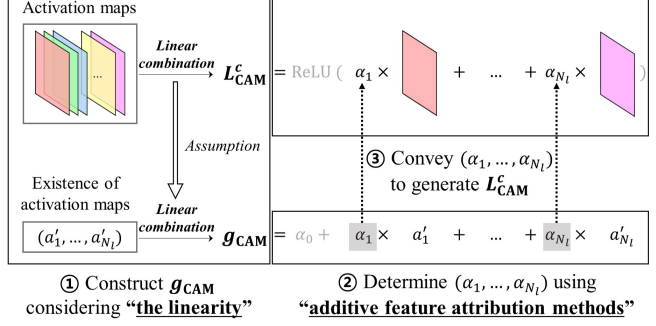 Activation maps
...
Linear
combination
L^c_CAM = ReLU ( α_1 × + ... + α_{N_l} × )
Assumption
③ Convey (α_1, ..., α_{N_l})
to generate L^c_CAM
Existence of
activation maps
(a'_1, ..., a'_{N_l})
Linear
combination
g_CAM = α_0 + α_1 × a'_1 + ... + α_{N_l} × a'_{N_l}
① Construct g_CAM
considering “the linearity”
② Determine (α_1, ..., α_{N_l}) using
“additive feature attribution methods”